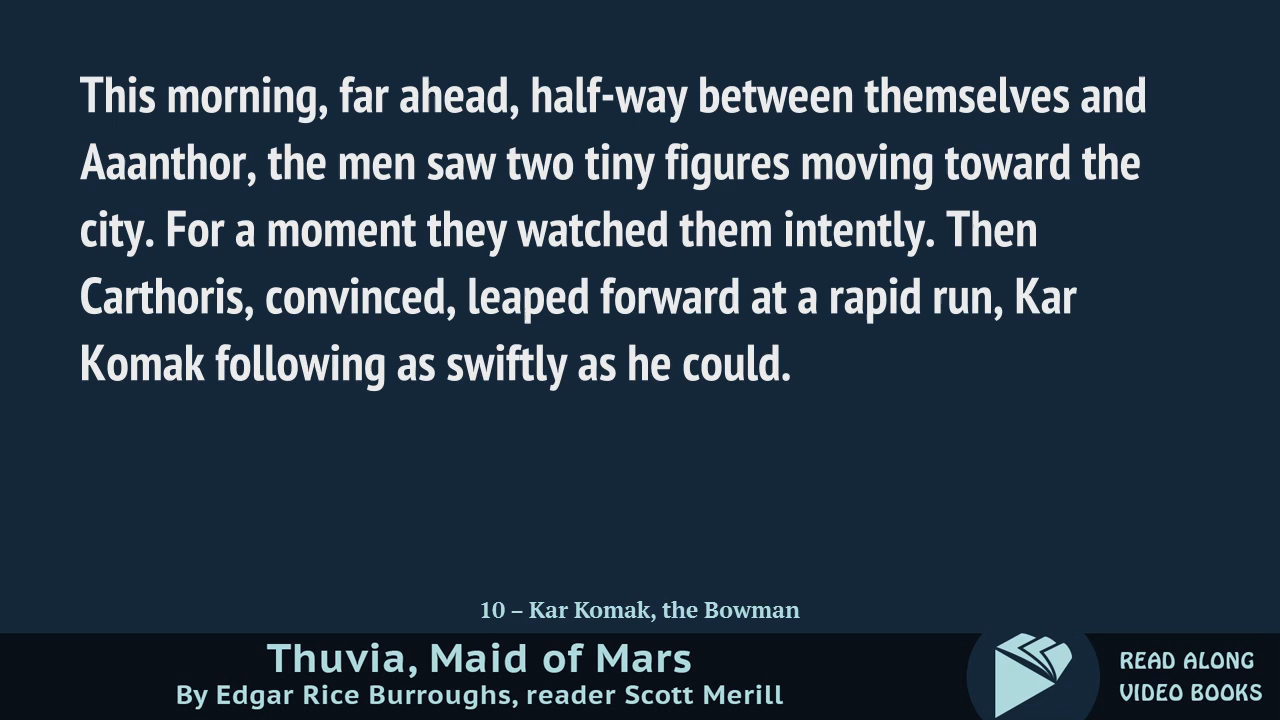 This morning, far ahead, half-way between themselves and
Aaanthor, the men saw two tiny figures moving toward the
city. For a moment they watched them intently. Then
Carthoris, convinced, leaped forward at a rapid run, Kar
Komak following as swiftly as he could.
10 – Kar Komak, the Bowman
Thuvia, Maid of Mars
By Edgar Rice Burroughs, reader Scott Merill
READ ALONG
VIDEO BOOKS